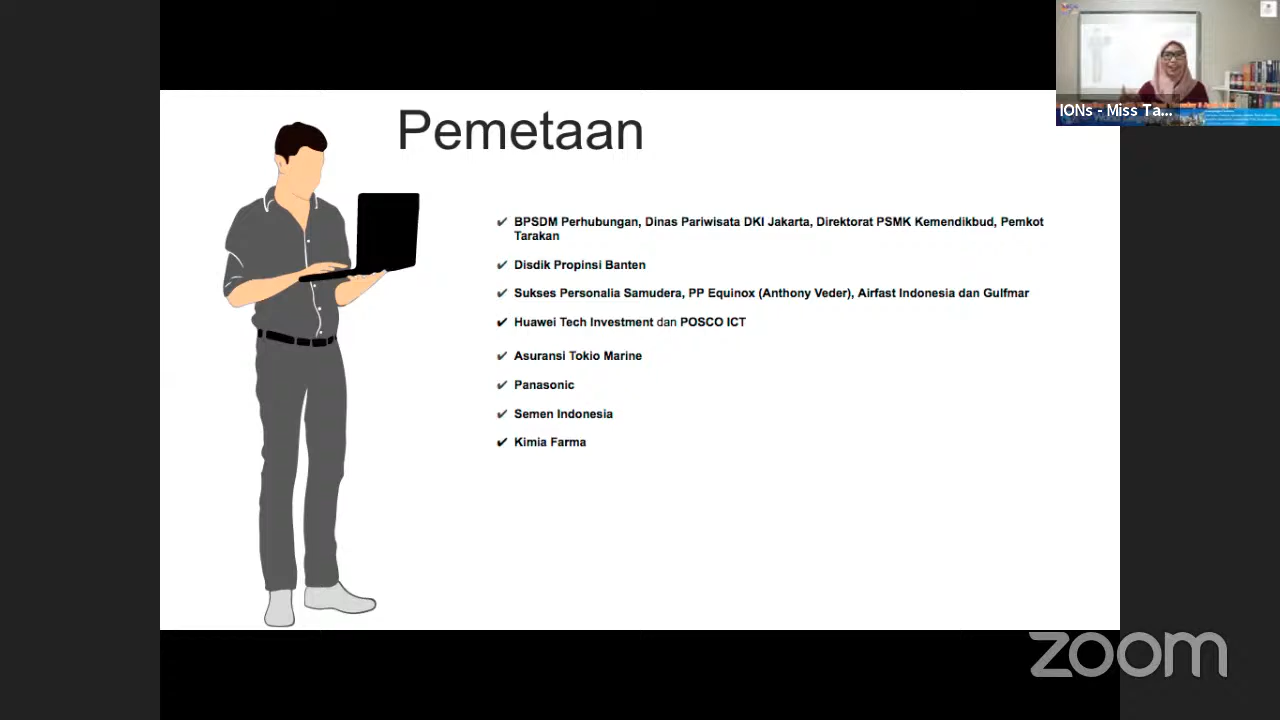 IONs - Miss Ta...
Pemetaan
✔ BPSDM Perhubungan, Dinas Pariwisata DKI Jakarta, Direktorat PSMK Kemendikbud, Pemkot
Tarakan
✔ Disdik Propinsi Banten
✔ Sukses Personalia Samudera, PP Equinox (Anthony Veder), Airfast Indonesia dan Gulfmar
✔ Huawei Tech Investment dan POSCO ICT
✔ Asuransi Tokio Marine
✔ Panasonic
✔ Semen Indonesia
✔ Kimia Farma
zoom